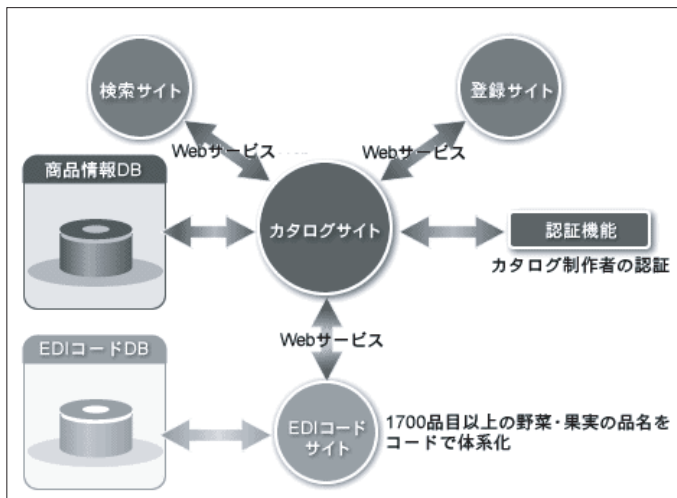 検索サイト
登録サイト
Webサービス
Webサービス
商品情報DB
カタログサイト
認証機能
カタログ制作者の認証
Webサービス
EDIコードDB
EDIコード
サイト
1700品目以上の野菜・果実の品名を
コードで体系化